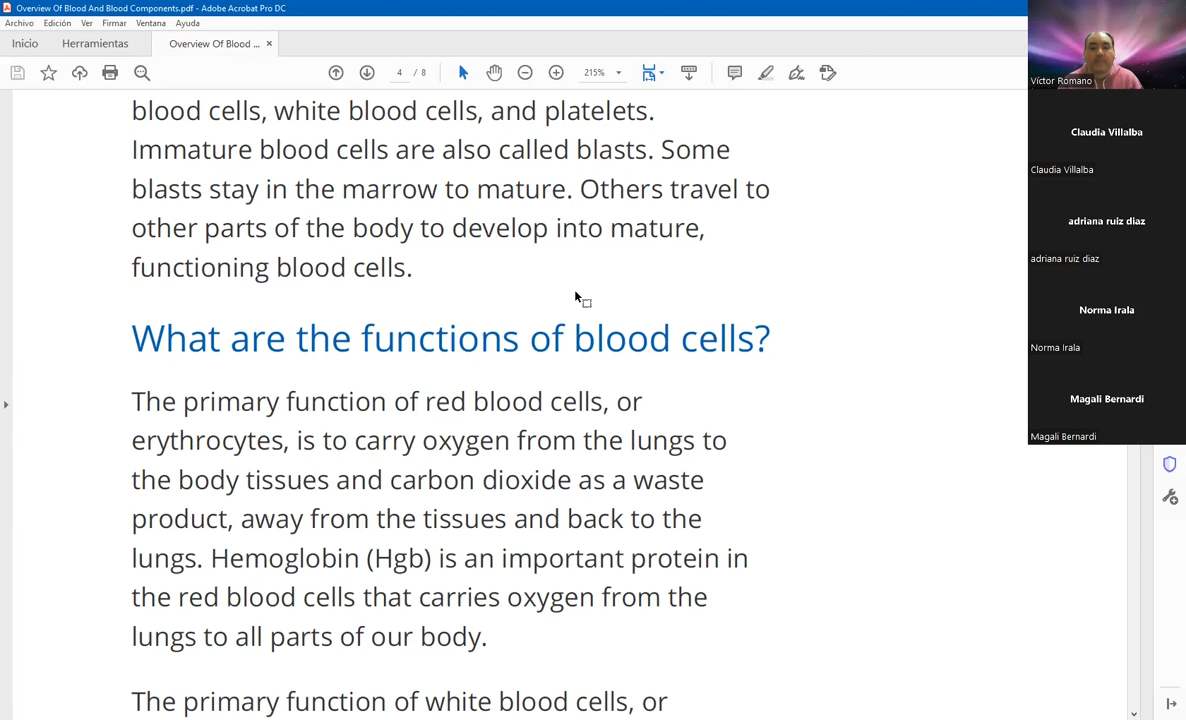 Overview Of Blood And Blood Components.pdf - Adobe Acrobat Pro DC
Archivo Edición Ver Firmar Ventana Ayuda
Inicio Herramientas Overview Of Blood ... ×
4 / 8 215%
blood cells, white blood cells, and platelets.
Immature blood cells are also called blasts. Some
blasts stay in the marrow to mature. Others travel to
other parts of the body to develop into mature,
functioning blood cells.
What are the functions of blood cells?
The primary function of red blood cells, or
erythrocytes, is to carry oxygen from the lungs to
the body tissues and carbon dioxide as a waste
product, away from the tissues and back to the
lungs. Hemoglobin (Hgb) is an important protein in
the red blood cells that carries oxygen from the
lungs to all parts of our body.
The primary function of white blood cells, or
Víctor Romano
Claudia Villalba
Claudia Villalba
adriana ruiz diaz
adriana ruiz diaz
Norma Irala
Norma Irala
Magali Bernardi
Magali Bernardi